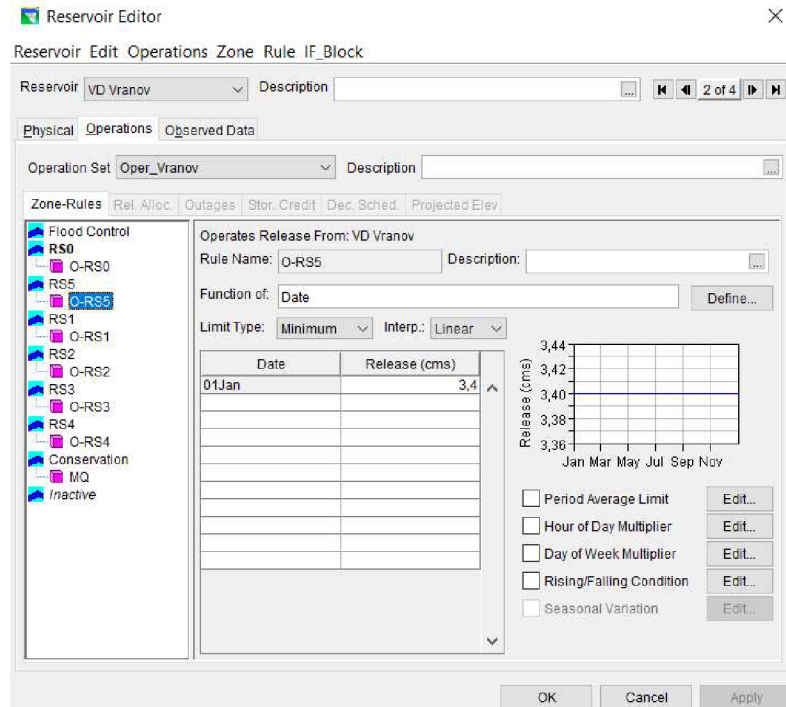 Reservoir Editor
Reservoir Edit Operations Zone Rule IF_Block
Reservoir VD Vranov Description ... 2 of 4
Physical Operations Observed Data
Operation Set Oper_Vranov Description ...
Zone-Rules Rel. Alloc. Outages Stor. Credit Dec. Sched. Projected Elev
Flood Control
RS0
O-RS0
RS5
O-RS5
RS1
O-RS1
RS2
O-RS2
RS3
O-RS3
RS4
O-RS4
Conservation
MQ
Inactive
Operates Release From: VD Vranov
Rule Name: O-RS5 Description: ...
Function of: Date Define...
Limit Type: Minimum Interp.: Linear
Date Release (cms)
01Jan 3,4
Release (cms)
3,44
3,42
3,40
3,38
3,36
Jan Mar May Jul Sep Nov
Period Average Limit Edit...
Hour of Day Multiplier Edit...
Day of Week Multiplier Edit...
Rising/Falling Condition Edit...
Seasonal Variation Edit...
OK Cancel Apply